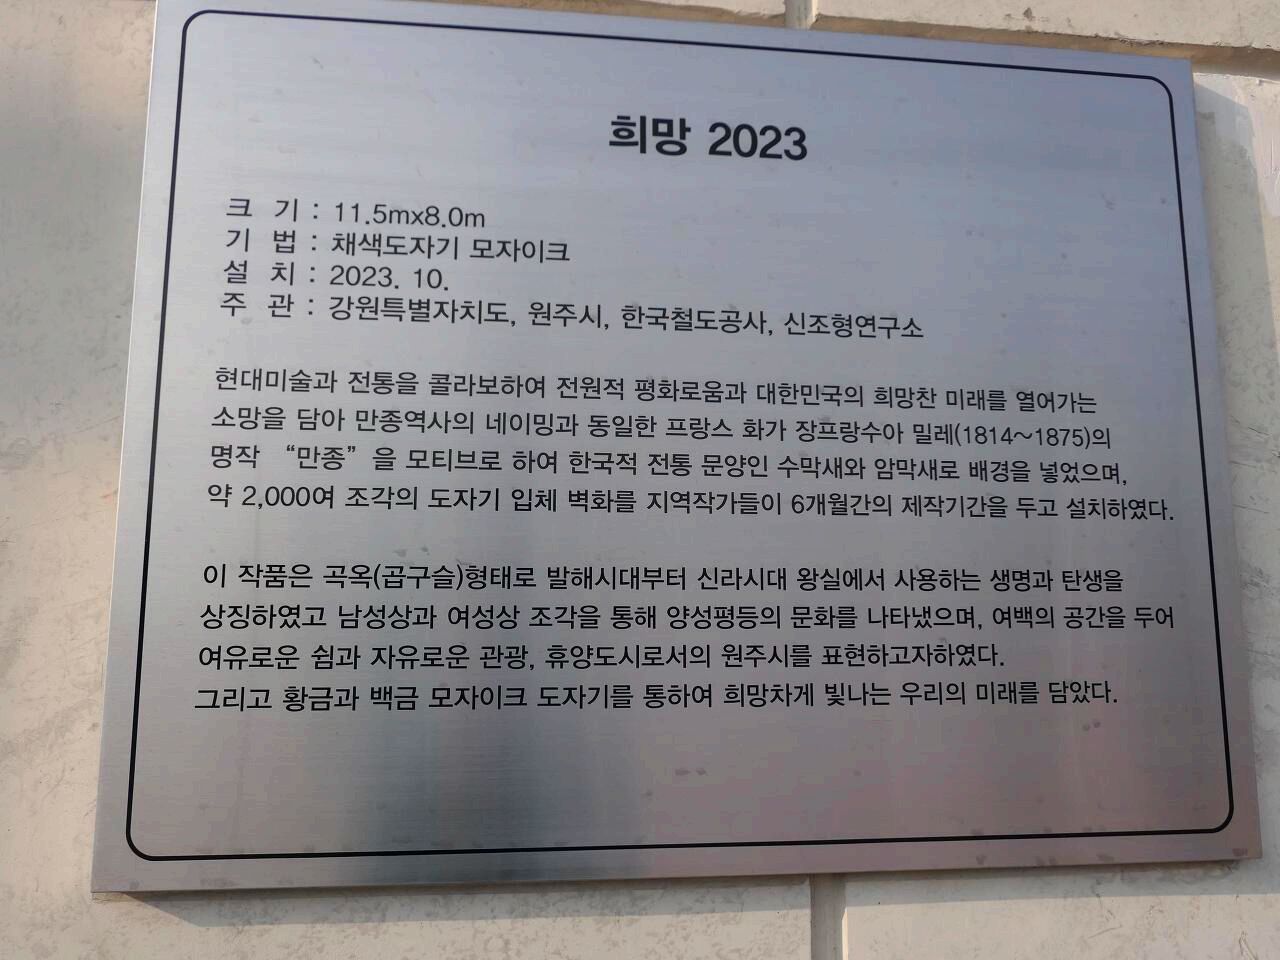 희망 2023
크 기 : 11.5mx8.0m
기 법 : 채색도자기 모자이크
설 치 : 2023. 10.
주 관 : 강원특별자치도, 원주시, 한국철도공사, 신조형연구소
현대미술과 전통을 콜라보하여 전원적 평화로움과 대한민국의 희망찬 미래를 열어가는
소망을 담아 만종역사의 네이밍과 동일한 프랑스 화가 장프랑수아 밀레(1814~1875)의
명작 “만종” 을 모티브로 하여 한국적 전통 문양인 수막새와 암막새로 배경을 넣었으며,
약 2,000여 조각의 도자기 입체 벽화를 지역작가들이 6개월간의 제작기간을 두고 설치하였다.
이 작품은 곡옥(곱구슬)형태로 발해시대부터 신라시대 왕실에서 사용하는 생명과 탄생을
상징하였고 남성상과 여성상 조각을 통해 양성평등의 문화를 나타냈으며, 여백의 공간을 두어
여유로운 쉼과 자유로운 관광, 휴양도시로서의 원주시를 표현하고자하였다.
그리고 황금과 백금 모자이크 도자기를 통하여 희망차게 빛나는 우리의 미래를 담았다.